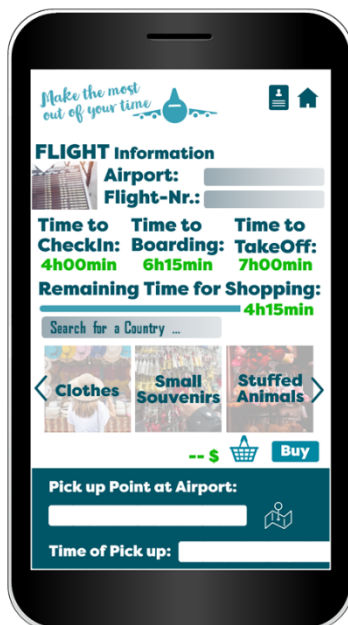 Make the most
out of your time
FLIGHT Information
Airport:
Flight-Nr.:
Time to Time to Time to
CheckIn: Boarding: TakeOff:
4h00min 6h15min 7h00min
Remaining Time for Shopping:
4h15min
Search for a Country ...
Clothes Small Souvenirs Stuffed Animals
-- $ Buy
Pick up Point at Airport:
Time of Pick up: